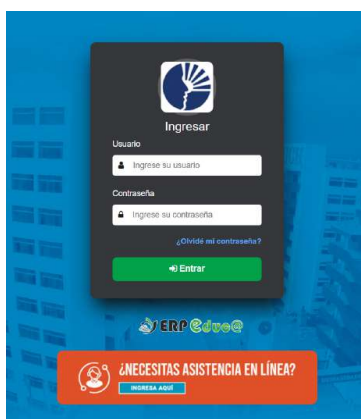 Ingresar
Usuario
Ingrese su usuario
Contraseña
Ingrese su contraseña
¿Olvidé mi contraseña?
Entrar
ERP Educ@
¿NECESITAS ASISTENCIA EN LÍNEA?
INGRESA AQUÍ